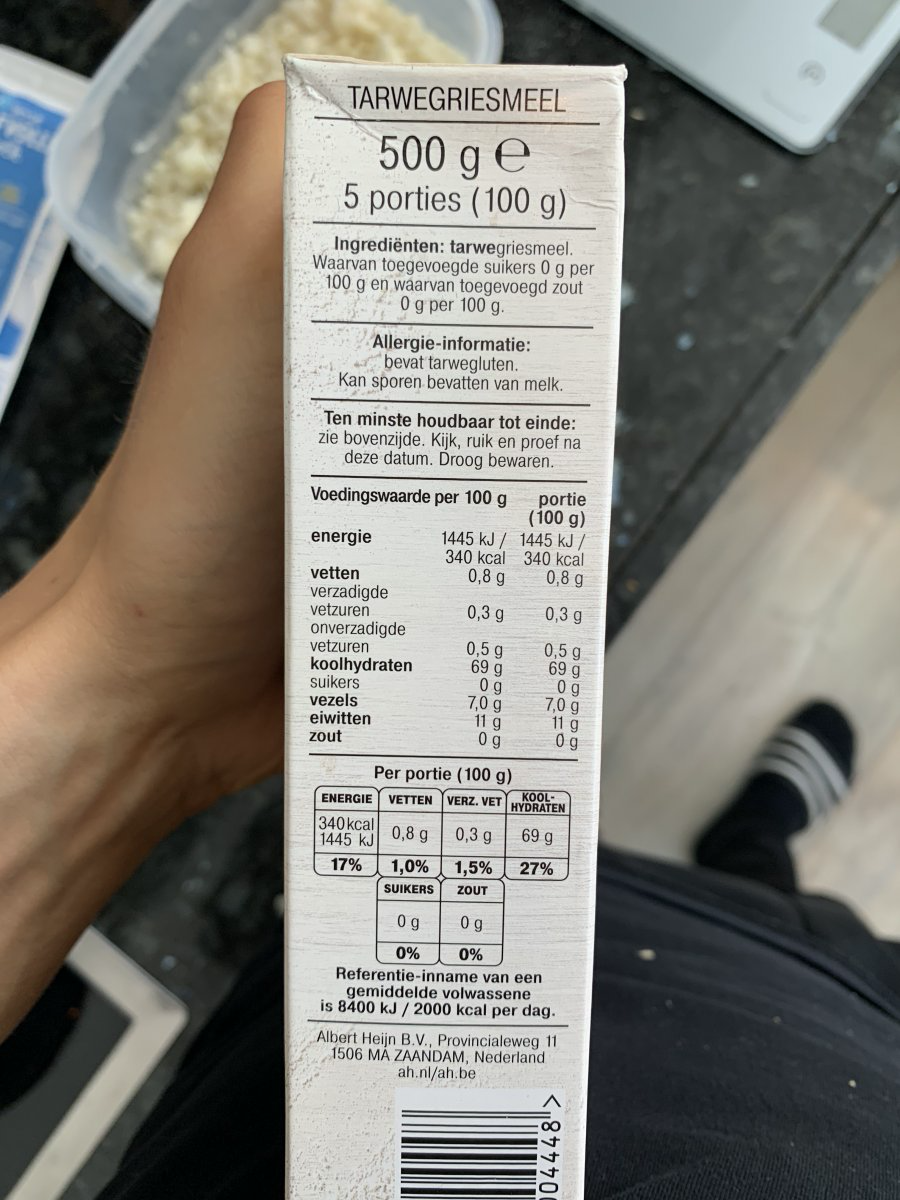 TARWEGRIESMEEL
500 g e
5 porties (100 g)
Ingrediënten: tarwegriesmeel.
Waarvan toegevoegde suikers 0 g per
100 g en waarvan toegevoegd zout
0 g per 100 g.
Allergie-informatie:
bevat tarwegluten.
Kan sporen bevatten van melk.
Ten minste houdbaar tot einde:
zie bovenzijde. Kijk, ruik en proef na
deze datum. Droog bewaren.
Voedingswaarde per 100 g portie
(100 g)
energie 1445 kJ / 1445 kJ /
340 kcal 340 kcal
vetten 0,8 g 0,8 g
verzadigde
vetzuren 0,3 g 0,3 g
onverzadigde
vetzuren 0,5 g 0,5 g
koolhydraten 69 g 69 g
suikers 0 g 0 g
vezels 7,0 g 7,0 g
eiwitten 11 g 11 g
zout 0 g 0 g
Per portie (100 g)
ENERGIE VETTEN VERZ. VET KOOL-
HYDRATEN
340 kcal
1445 kJ 0,8 g 0,3 g 69 g
17% 1,0% 1,5% 27%
SUIKERS ZOUT
0 g 0 g
0% 0%
Referentie-inname van een
gemiddelde volwassene
is 8400 kJ / 2000 kcal per dag.
Albert Heijn B.V., Provincialeweg 11
1506 MA ZAANDAM, Nederland
ah.nl/ah.be
004448 >